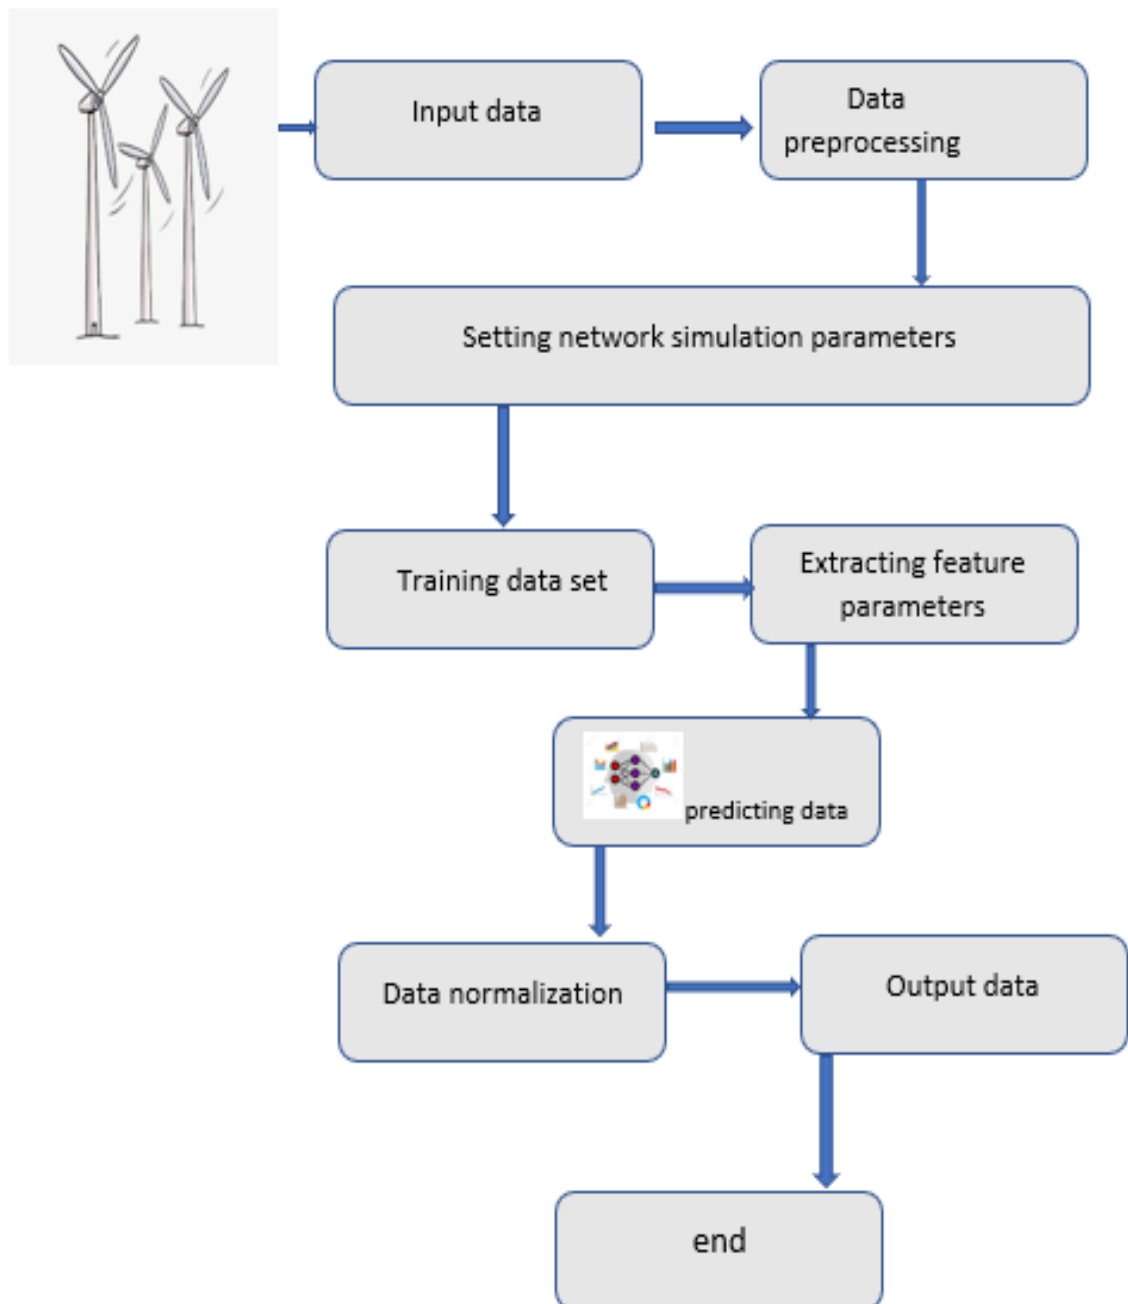 Input data
Data
preprocessing
Setting network simulation parameters
Training data set
Extracting feature
parameters
predicting data
Data normalization
Output data
end